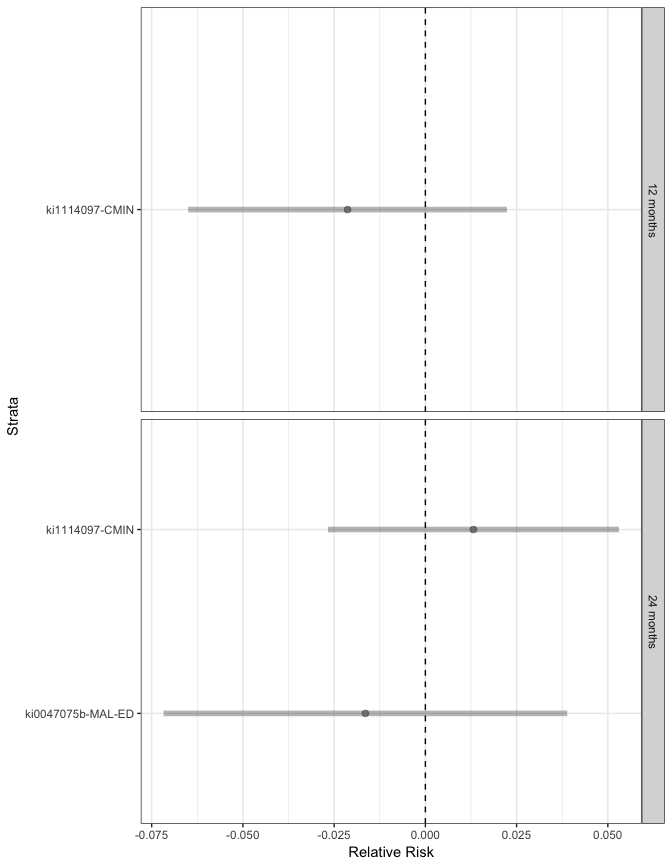 12 months
ki1114097-CMIN
Strata
ki1114097-CMIN
24 months
ki0047075b-MAL-ED
-0.075 -0.050 -0.025 0.000 0.025 0.050
Relative Risk